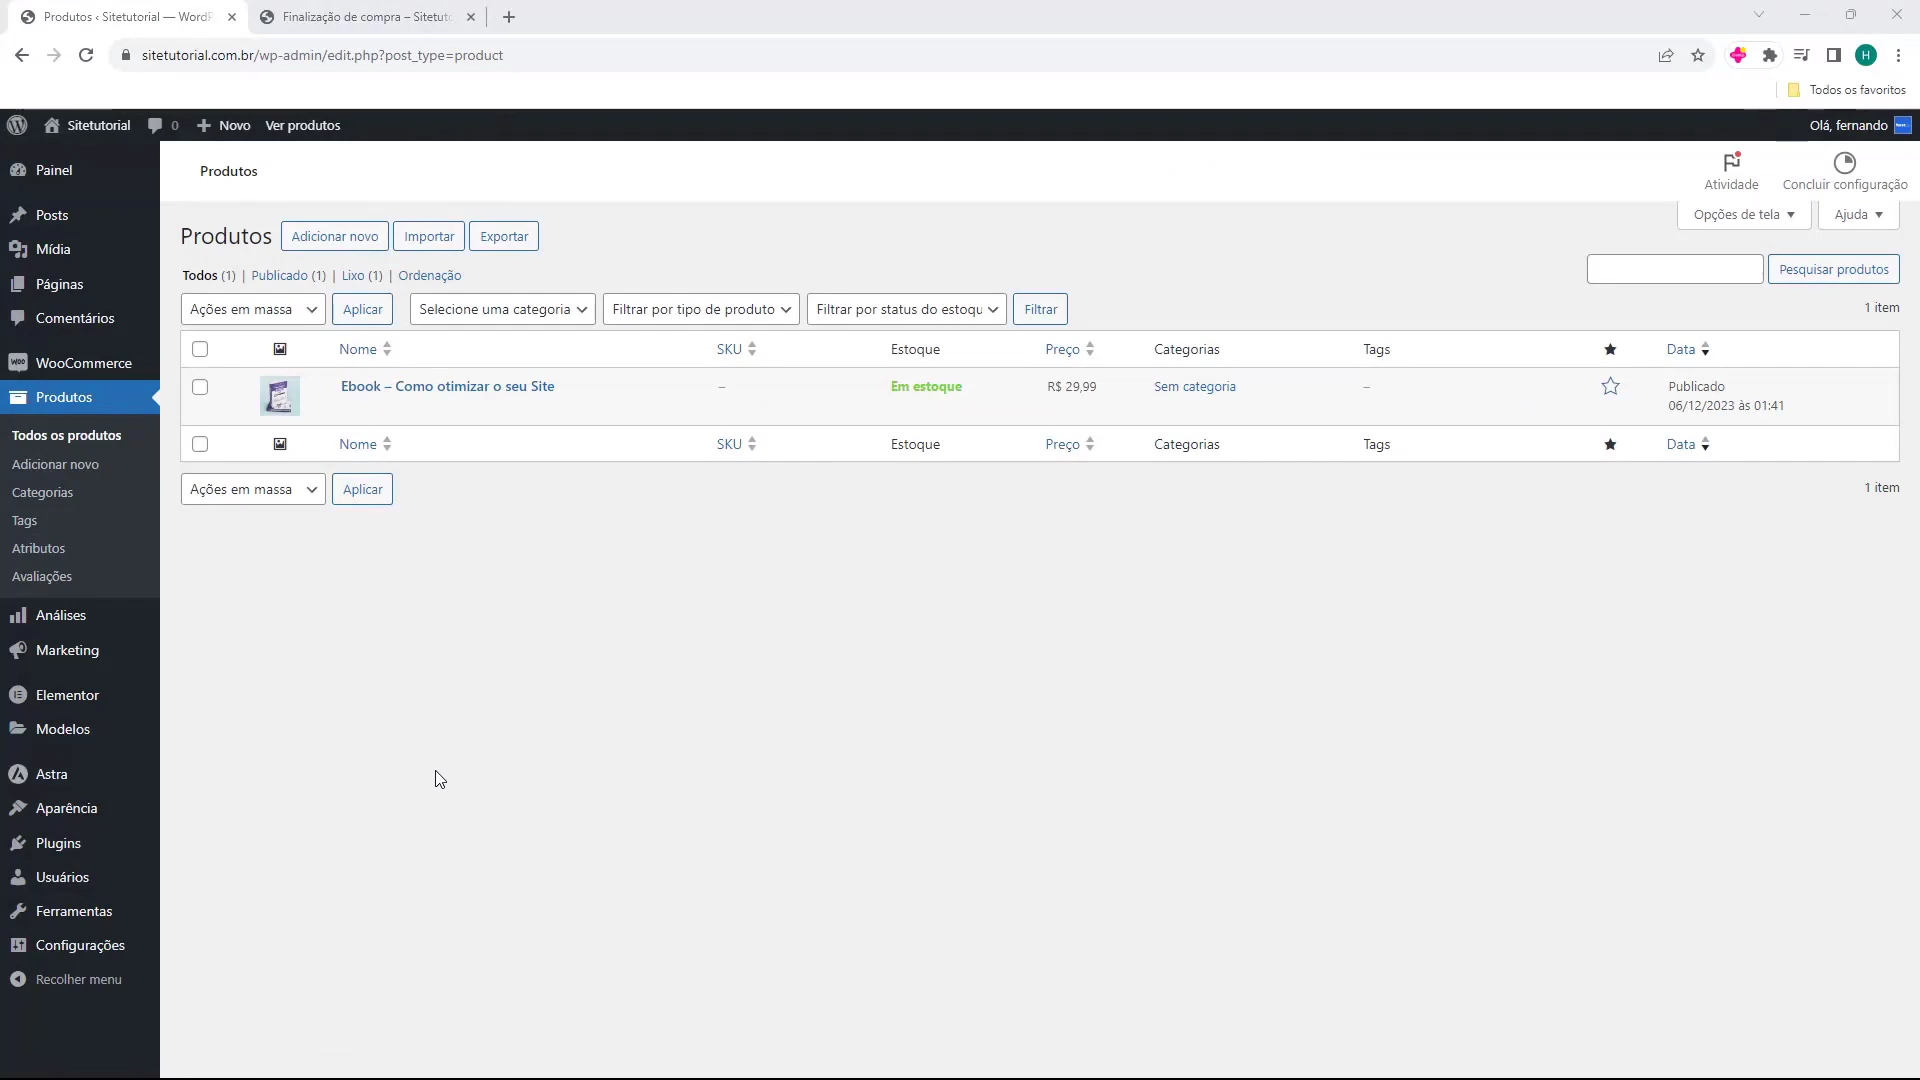 Produtos ‹ Sitetutorial — WordP
Finalização de compra – Sitetuto
sitetutorial.com.br/wp-admin/edit.php?post_type=product
H
Todos os favoritos
Sitetutorial
0
Novo
Ver produtos
Olá, fernando
Painel
Posts
Mídia
Páginas
Comentários
WooCommerce
Produtos
Todos os produtos
Adicionar novo
Categorias
Tags
Atributos
Avaliações
Análises
Marketing
Elementor
Modelos
Astra
Aparência
Plugins
Usuários
Ferramentas
Configurações
Recolher menu
Produtos
Atividade
Concluir configuração
Opções de tela
Ajuda
Produtos
Adicionar novo
Importar
Exportar
Todos (1) | Publicado (1) | Lixo (1) | Ordenação
Pesquisar produtos
Ações em massa
Aplicar
Selecione uma categoria
Filtrar por tipo de produto
Filtrar por status do estoqu
Filtrar
1 item
Nome
SKU
Estoque
Preço
Categorias
Tags
Data
Ebook – Como otimizar o seu Site
–
Em estoque
R$ 29,99
Sem categoria
–
Publicado
06/12/2023 às 01:41
Nome
SKU
Estoque
Preço
Categorias
Tags
Data
Ações em massa
Aplicar
1 item